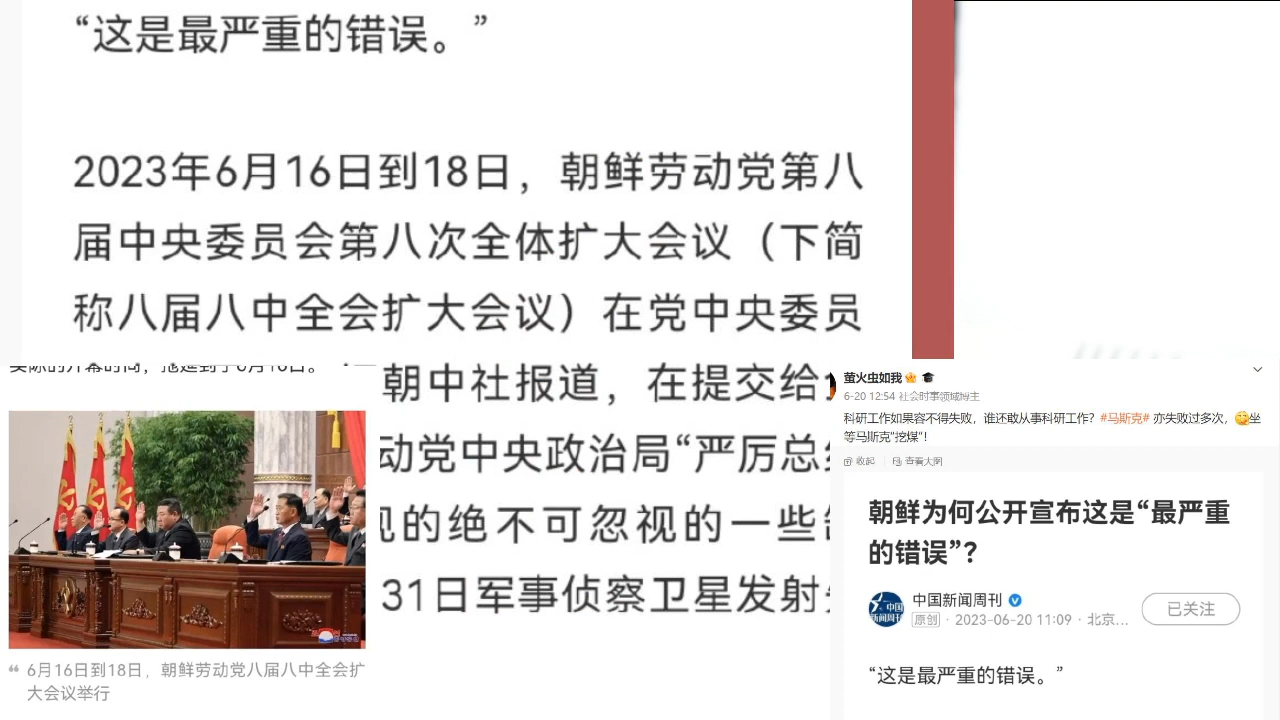 “这是最严重的错误。”
2023年6月16日到18日，朝鲜劳动党第八
届中央委员会第八次全体扩大会议（下简
称八届八中全会扩大会议）在党中央委员
朝中社报道，在提交给
动党中央政治局“严厉总
的绝不可忽视的一些
31日军事侦察卫星发射
6月16日到18日，朝鲜劳动党八届八中全会扩
大会议举行
萤火虫如我
6-20 12:54 社会时事领域博主
科研工作如果容不得失败，谁还敢从事科研工作？#马斯克# 亦失败过多次，坐
等马斯克“挖煤”！
收起 查看大图
朝鲜为何公开宣布这是“最严重
的错误”？
中国新闻周刊
原创 · 2023-06-20 11:09 · 北京...
已关注
“这是最严重的错误。”